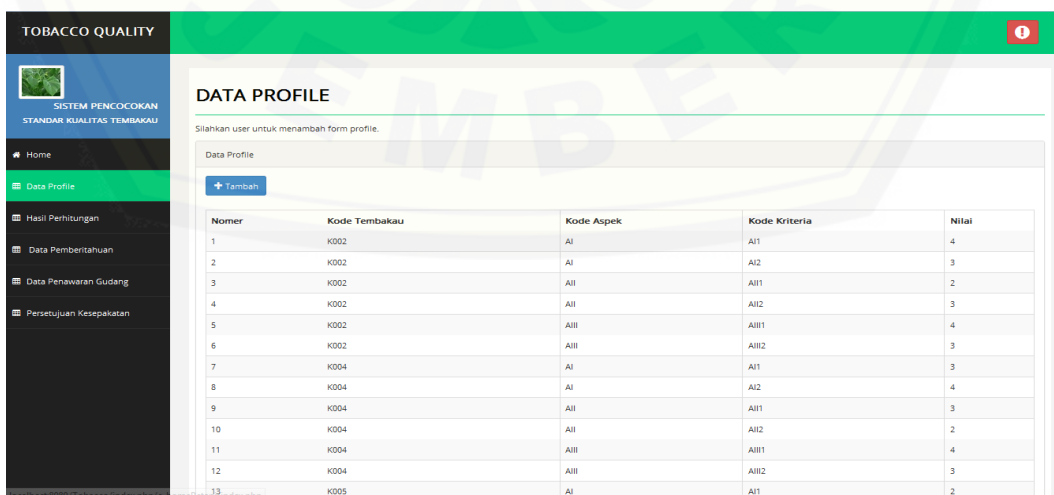 TOBACCO QUALITY
SISTEM PENCOCOKAN
STANDAR KUALITAS TEMBAKAU
Home
Data Profile
Hasil Perhitungan
Data Pemberitahuan
Data Penawaran Gudang
Persetujuan Kesepakatan
DATA PROFILE
Silahkan user untuk menambah form profile.
Data Profile
Tambah
Nomer Kode Tembakau Kode Aspek Kode Kriteria Nilai
1 K002 AI AI1 4
2 K002 AI AI2 3
3 K002 AII AII1 2
4 K002 AII AII2 3
5 K002 AIII AIII1 4
6 K002 AIII AIII2 3
7 K004 AI AI1 3
8 K004 AI AI2 4
9 K004 AII AII1 3
10 K004 AII AII2 2
11 K004 AIII AIII1 4
12 K004 AIII AIII2 3
13 K005 AI AI1 2
EMBER